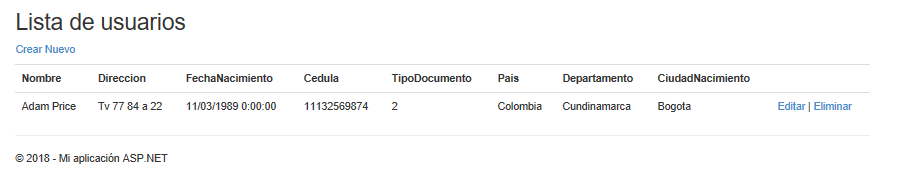 Lista de usuarios
Crear Nuevo
Nombre Direccion FechaNacimiento Cedula TipoDocumento Pais Departamento CiudadNacimiento
Adam Price Tv 77 84 a 22 11/03/1989 0:00:00 11132569874 2 Colombia Cundinamarca Bogota Editar | Eliminar
© 2018 - Mi aplicación ASP.NET